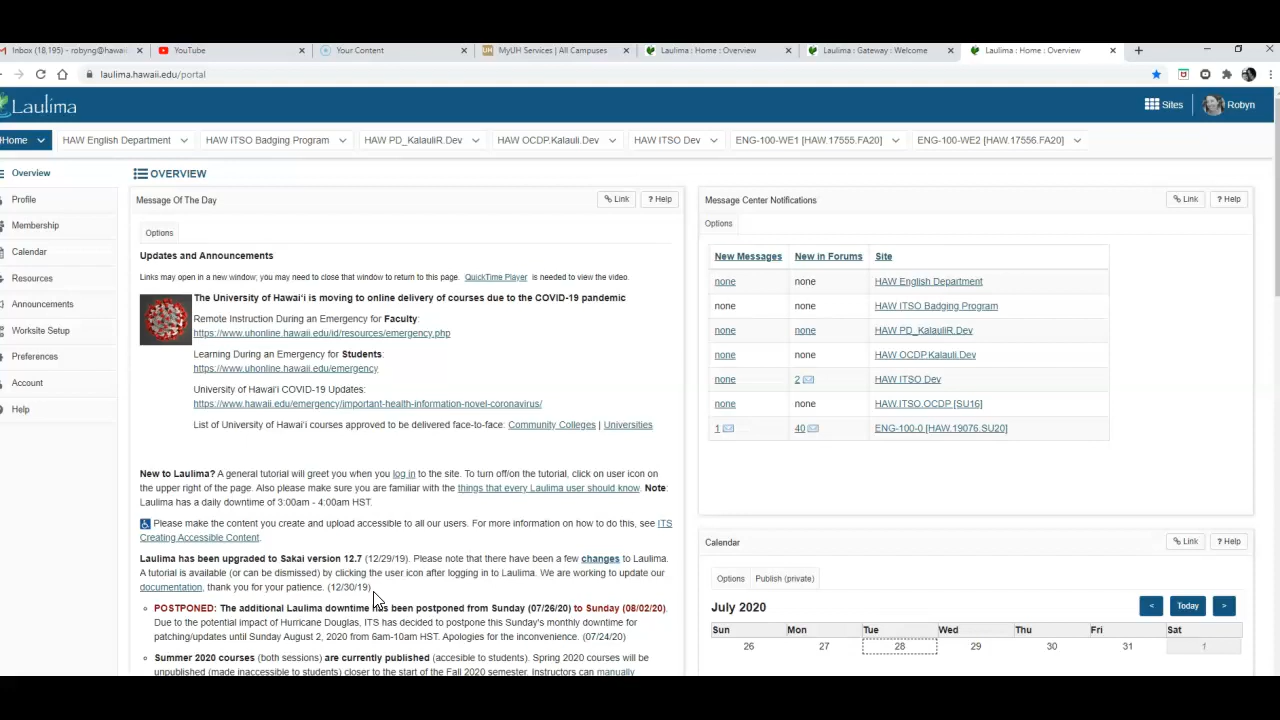 Inbox (18,195) - robyng@hawaii
YouTube
Your Content
MyUH Services | All Campuses
Laulima : Home : Overview
Laulima : Gateway : Welcome
Laulima : Home : Overview
laulima.hawaii.edu/portal
Laulima
Sites
Robyn
Home
HAW English Department
HAW ITSO Badging Program
HAW PD_KalauliR.Dev
HAW OCDP.Kalauli.Dev
HAW ITSO Dev
ENG-100-WE1 [HAW.17555.FA20]
ENG-100-WE2 [HAW.17556.FA20]
Overview
Profile
Membership
Calendar
Resources
Announcements
Worksite Setup
Preferences
Account
Help
OVERVIEW
Message Of The Day
Link
? Help
Options
Updates and Announcements
Links may open in a new window; you may need to close that window to return to this page. QuickTime Player is needed to view the video.
The University of Hawaiʻi is moving to online delivery of courses due to the COVID-19 pandemic
Remote Instruction During an Emergency for Faculty:
https://www.uhonline.hawaii.edu/id/resources/emergency.php
Learning During an Emergency for Students:
https://www.uhonline.hawaii.edu/emergency
University of Hawaiʻi COVID-19 Updates:
https://www.hawaii.edu/emergency/important-health-information-novel-coronavirus/
List of University of Hawaiʻi courses approved to be delivered face-to-face: Community Colleges | Universities
New to Laulima? A general tutorial will greet you when you log in to the site. To turn off/on the tutorial, click on user icon on
the upper right of the page. Also please make sure you are familiar with the things that every Laulima user should know. Note:
Laulima has a daily downtime of 3:00am - 4:00am HST.
Please make the content you create and upload accessible to all our users. For more information on how to do this, see ITS
Creating Accessible Content.
Laulima has been upgraded to Sakai version 12.7 (12/29/19). Please note that there have been a few changes to Laulima.
A tutorial is available (or can be dismissed) by clicking the user icon after logging in to Laulima. We are working to update our
documentation, thank you for your patience. (12/30/19)
POSTPONED: The additional Laulima downtime has been postponed from Sunday (07/26/20) to Sunday (08/02/20).
Due to the potential impact of Hurricane Douglas, ITS has decided to postpone this Sunday's monthly downtime for
patching/updates until Sunday August 2, 2020 from 6am-10am HST. Apologies for the inconvenience. (07/24/20)
Summer 2020 courses (both sessions) are currently published (accesible to students). Spring 2020 courses will be
unpublished (made inaccessible to students) closer to the start of the Fall 2020 semester. Instructors can manually
Message Center Notifications
Link
? Help
Options
New Messages New in Forums Site
none none HAW English Department
none none HAW ITSO Badging Program
none none HAW PD_KalauliR.Dev
none none HAW OCDP.Kalauli.Dev
none 2 HAW ITSO Dev
none none HAW.ITSO.OCDP [SU16]
1 40 ENG-100-0 [HAW.19076.SU20]
Calendar
Link
? Help
Options
Publish (private)
July 2020
< Today >
Sun Mon Tue Wed Thu Fri Sat
26 27 28 29 30 31 1